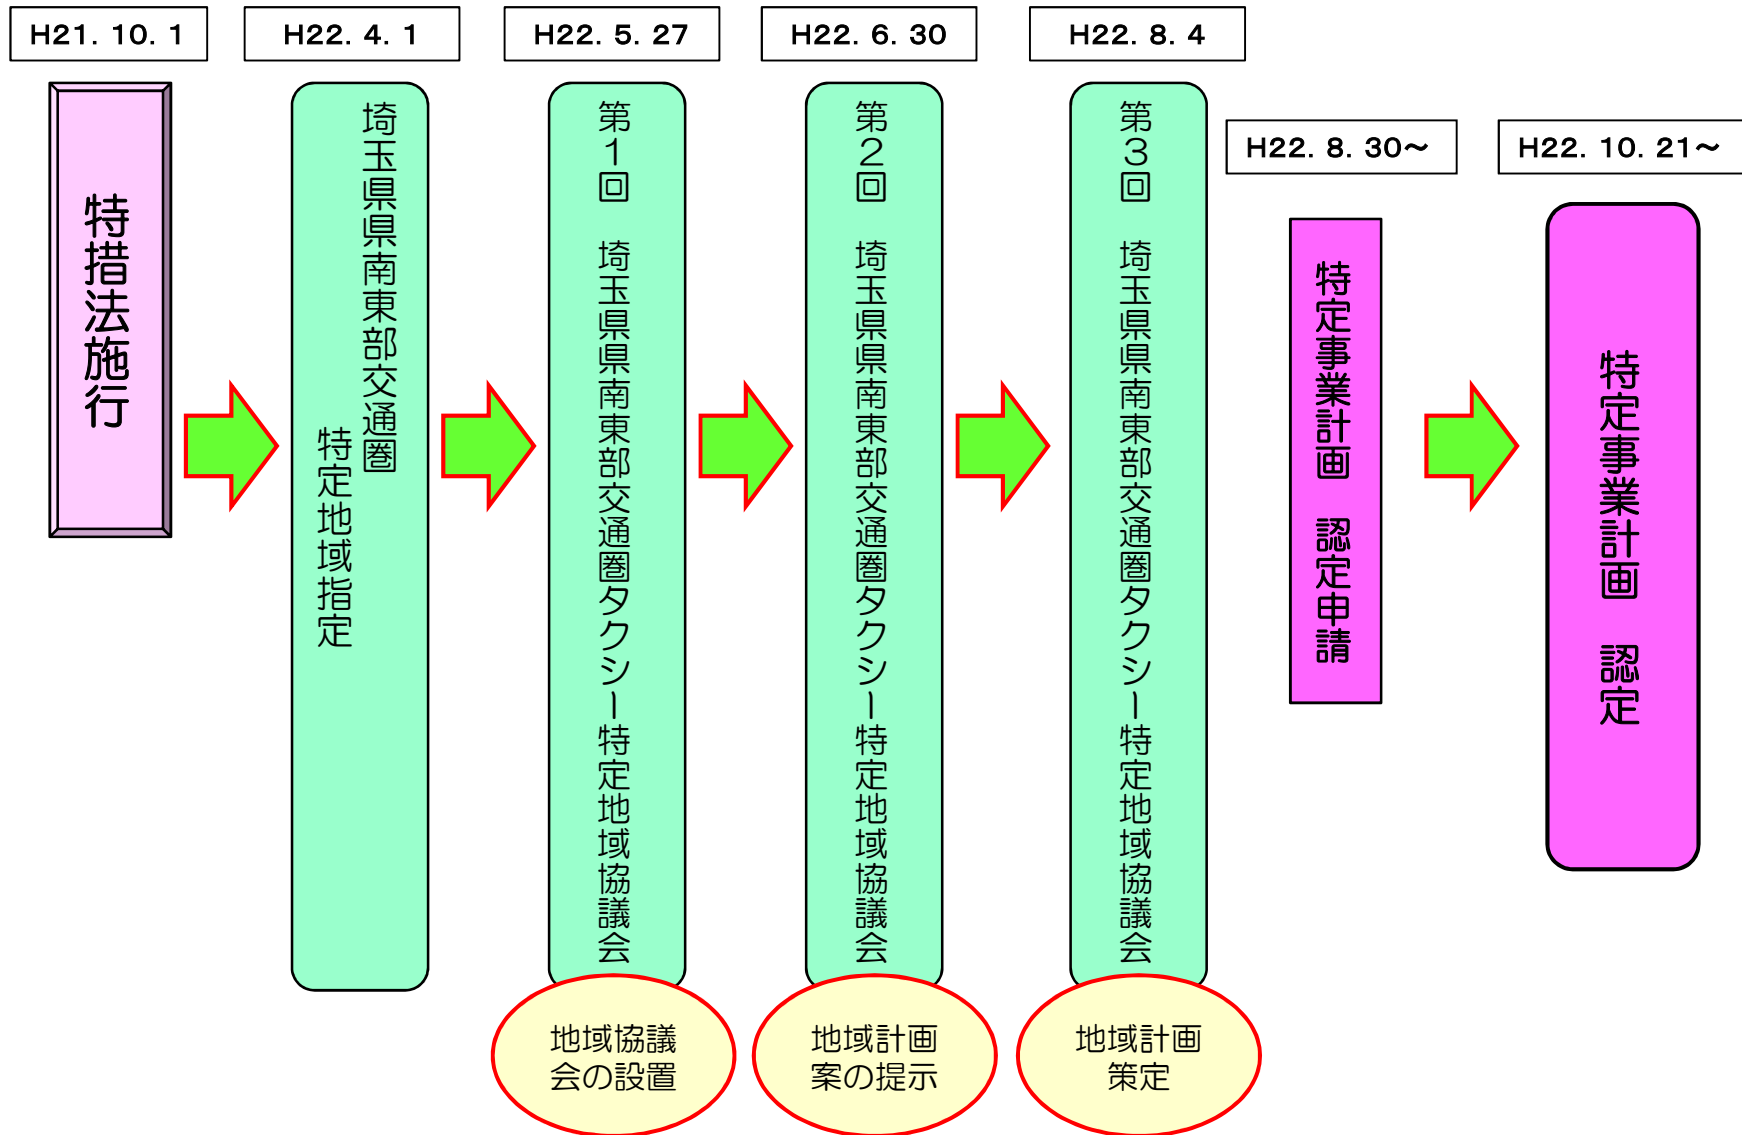 H21. 10. 1
特措法施行
H22. 4. 1
埼玉県県南東部交通圏
特定地域指定
H22. 5. 27
第1回　埼玉県県南東部交通圏タクシー特定地域協議会
地域協議
会の設置
H22. 6. 30
第2回　埼玉県県南東部交通圏タクシー特定地域協議会
地域計画
案の提示
H22. 8. 4
第3回　埼玉県県南東部交通圏タクシー特定地域協議会
地域計画
策定
H22. 8. 30～
特定事業計画　認定申請
H22. 10. 21～
特定事業計画　認定